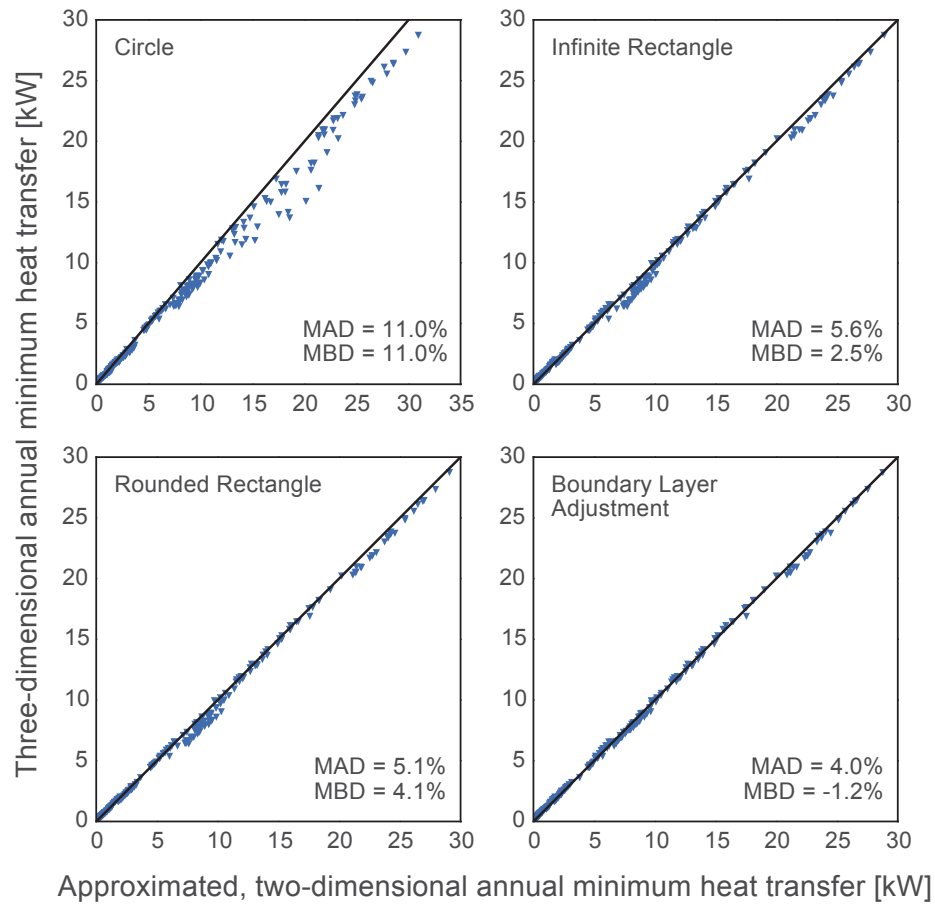 Three-dimensional annual minimum heat transfer [kW]
Circle
30
25
20
15
10
5
0
0 5 10 15 20 25 30 35
MAD = 11.0%
MBD = 11.0%
Infinite Rectangle
30
25
20
15
10
5
0
0 5 10 15 20 25 30
MAD = 5.6%
MBD = 2.5%
Rounded Rectangle
30
25
20
15
10
5
0
0 5 10 15 20 25 30
MAD = 5.1%
MBD = 4.1%
Boundary Layer
Adjustment
30
25
20
15
10
5
0
0 5 10 15 20 25 30
MAD = 4.0%
MBD = -1.2%
Approximated, two-dimensional annual minimum heat transfer [kW]